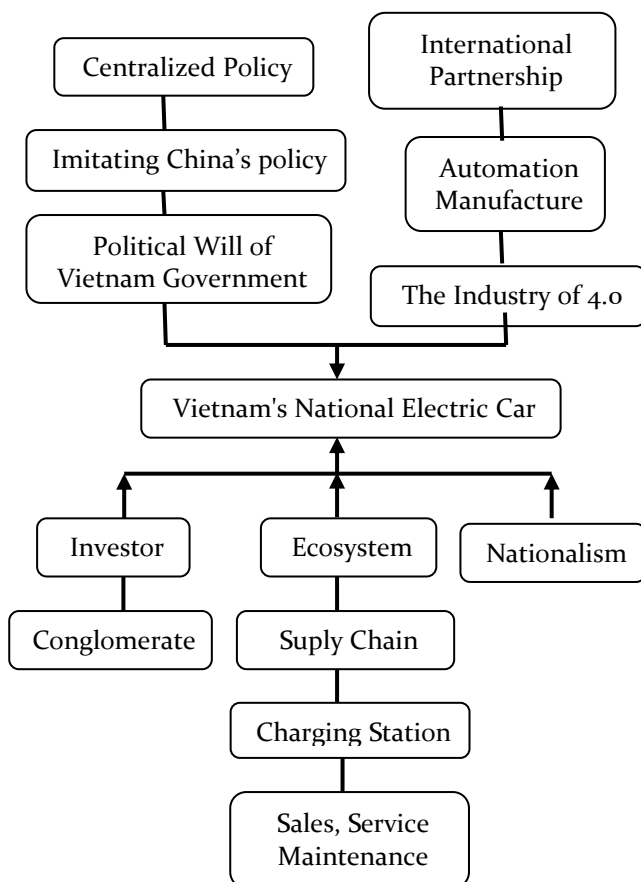 Centralized Policy
International
Partnership
Imitating China's policy
Automation
Manufacture
Political Will of
Vietnam Government
The Industry of 4.0
Vietnam's National Electric Car
Investor
Ecosystem
Nationalism
Conglomerate
Suply Chain
Charging Station
Sales, Service
Maintenance